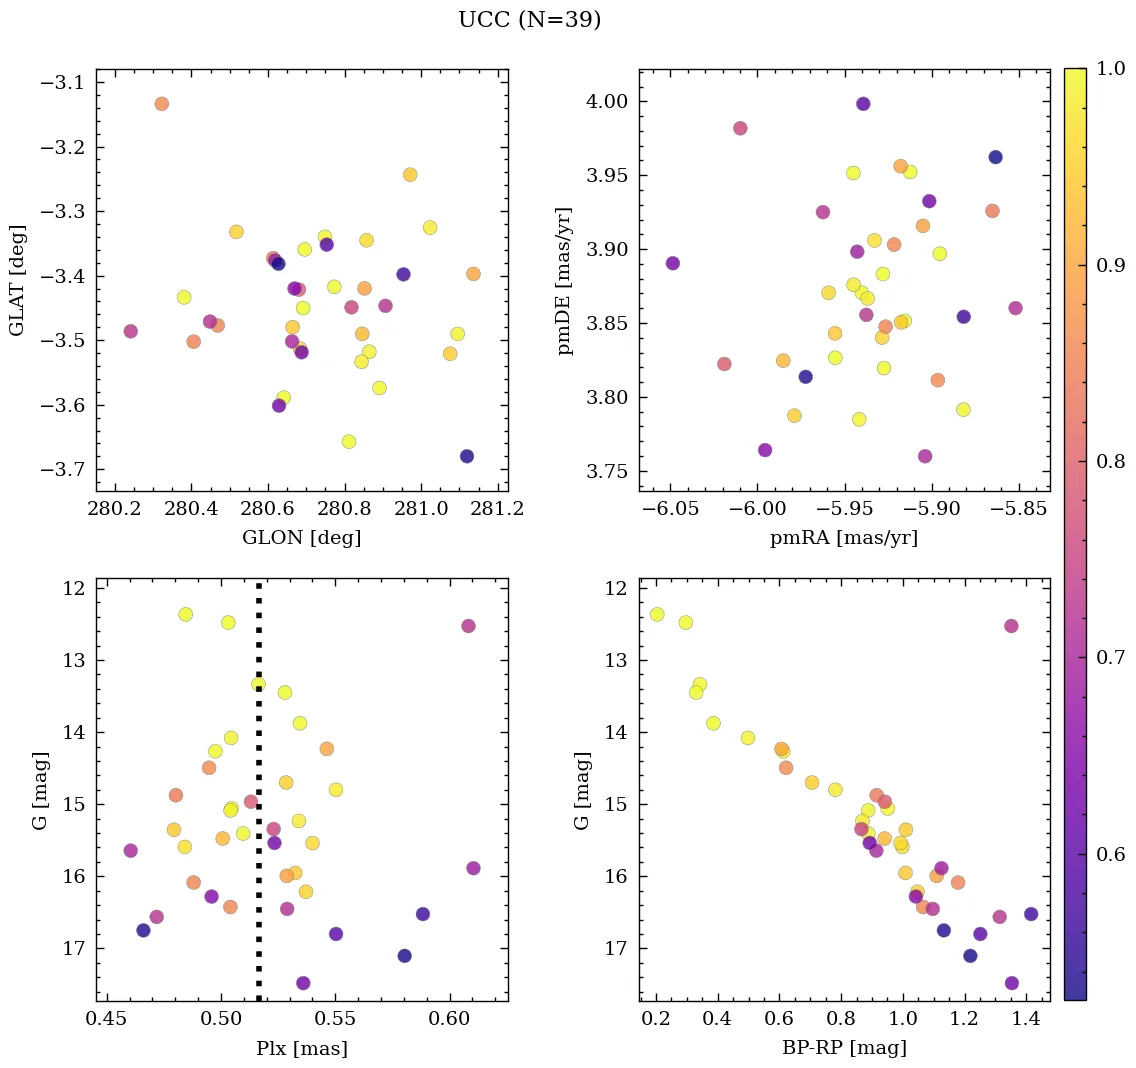 UCC (N=39)
−3.1
−3.2
−3.3
−3.4
−3.5
−3.6
−3.7
GLAT [deg]
280.2 280.4 280.6 280.8 281.0 281.2
GLON [deg]
4.00
3.95
3.90
3.85
3.80
3.75
pmDE [mas/yr]
−6.05 −6.00 −5.95 −5.90 −5.85
pmRA [mas/yr]
12
13
14
15
16
17
G [mag]
0.45 0.50 0.55 0.60
Plx [mas]
12
13
14
15
16
17
G [mag]
0.2 0.4 0.6 0.8 1.0 1.2 1.4
BP-RP [mag]
1.0
0.9
0.8
0.7
0.6